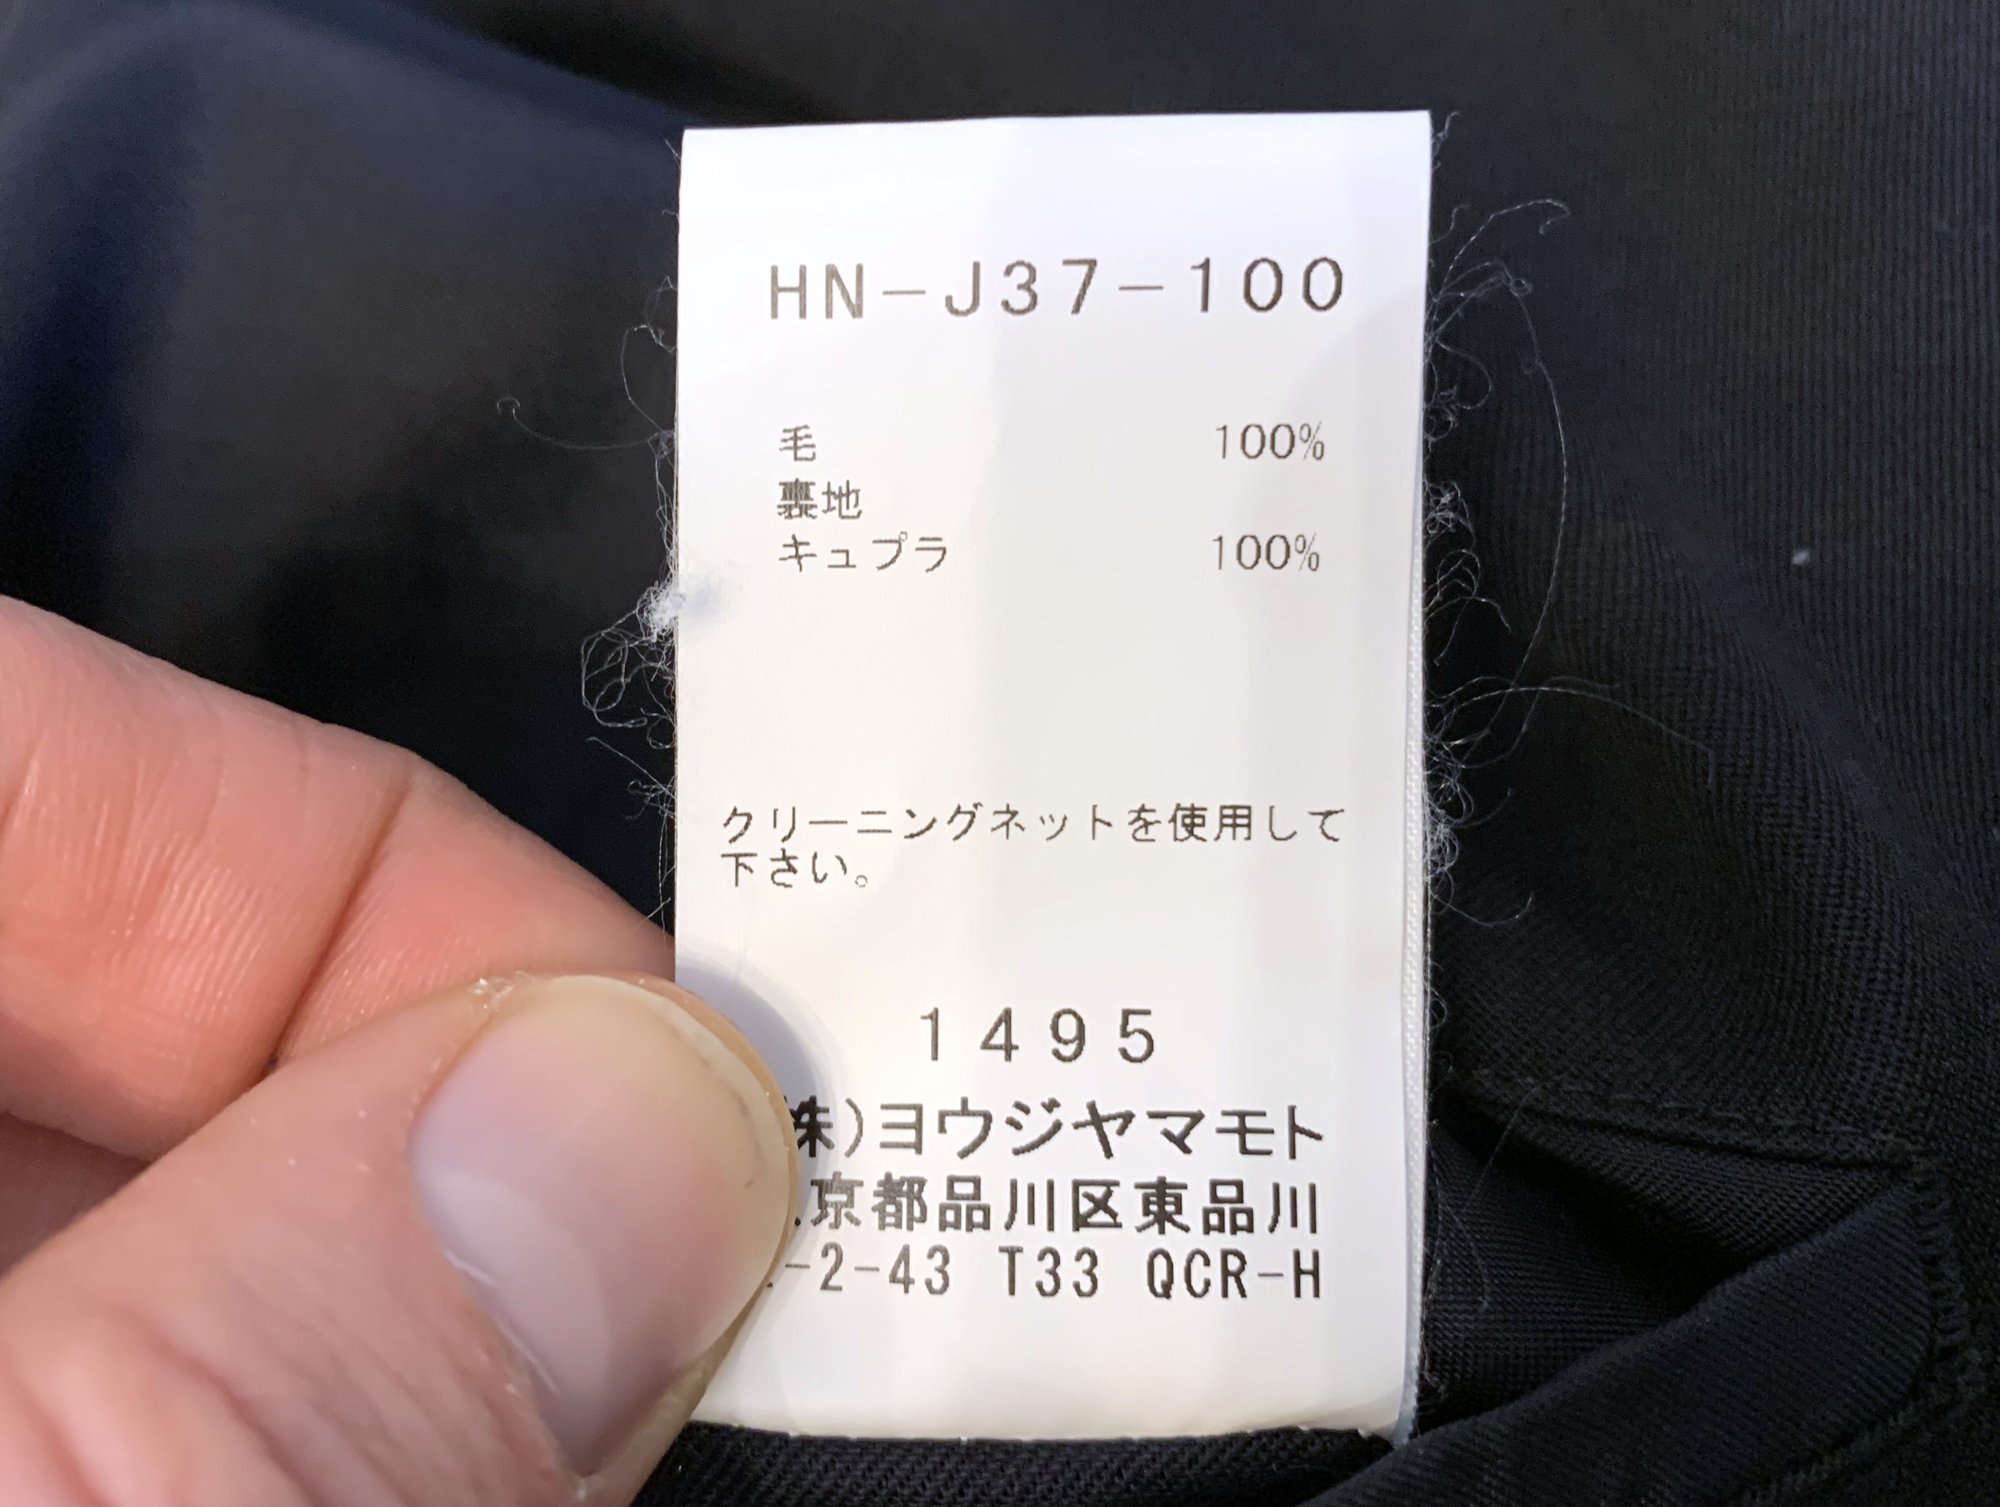 HN-J37-100
毛 100%
裏地
キュプラ 100%
クリーニングネットを使用して
下さい。
1495
株)ヨウジヤマモト
京都品川区東品川
-2-43 T33 QCR-H